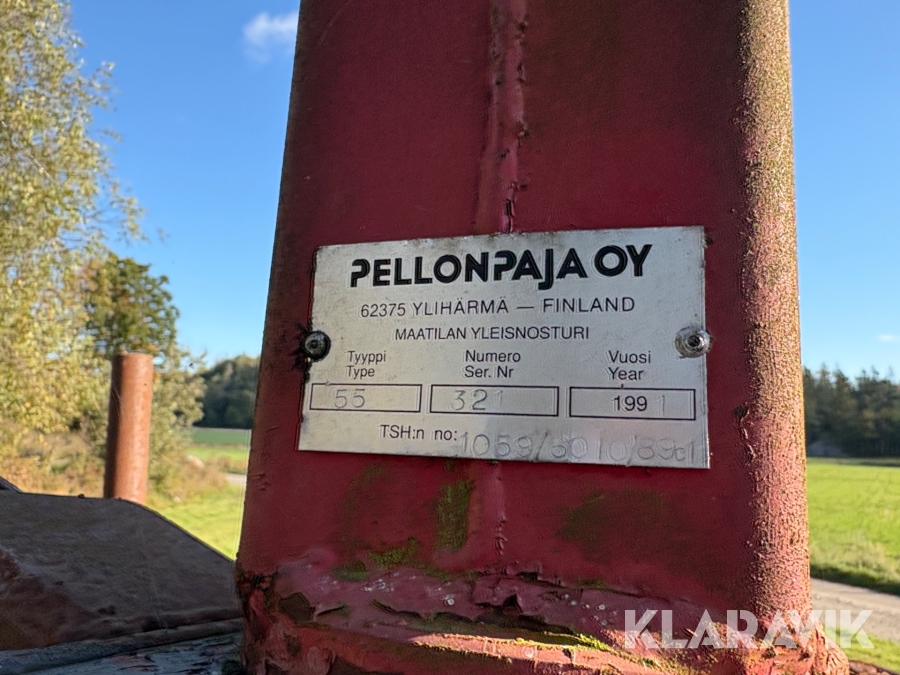 PELLONPAJA OY
62375 YLIHÄRMÄ — FINLAND
MAATILAN YLEISNOSTURI
Tyyppi Numero Vuosi
Type Ser. Nr Year
55 321 1991
TSH:n no:
KLARAVIK